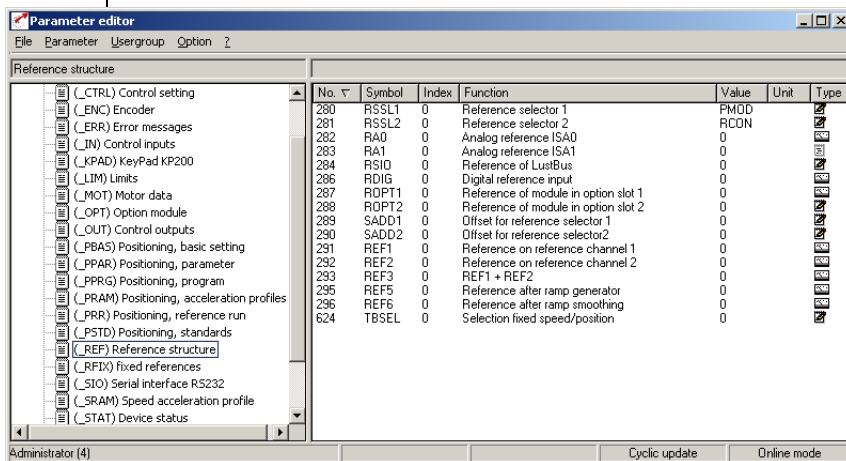 Parameter editor
File Parameter Usergroup Option ?
Reference structure
(_CTRL) Control setting
(_ENC) Encoder
(_ERR) Error messages
(_IN) Control inputs
(_KPAD) KeyPad KP200
(_LIM) Limits
(_MOT) Motor data
(_OPT) Option module
(_OUT) Control outputs
(_PBAS) Positioning, basic setting
(_PPAR) Positioning, parameter
(_PPRG) Positioning, program
(_PRAM) Positioning, acceleration profiles
(_PRR) Positioning, reference run
(_PSTD) Positioning, standards
(_REF) Reference structure
(_RFIX) fixed references
(_SIO) Serial interface RS232
(_SRAM) Speed acceleration profile
(_STAT) Device status
No. Symbol Index Function Value Unit Type
280 RSSL1 0 Reference selector 1 PMOD
281 RSSL2 0 Reference selector 2 RCON
282 RA0 0 Analog reference ISA0 0
283 RA1 0 Analog reference ISA1 0
284 RSIO 0 Reference of LustBus 0
286 RDIG 0 Digital reference input 0
287 ROPT1 0 Reference of module in option slot 1 0
288 ROPT2 0 Reference of module in option slot 2 0
289 SADD1 0 Offset for reference selector 1 0
290 SADD2 0 Offset for reference selector2 0
291 REF1 0 Reference on reference channel 1 0
292 REF2 0 Reference on reference channel 2 0
293 REF3 0 REF1 + REF2 0
295 REF5 0 Reference after ramp generator 0
296 REF6 0 Reference after ramp smoothing 0
624 TBSEL 0 Selection fixed speed/position 0
Administrator (4) Cyclic update Online mode